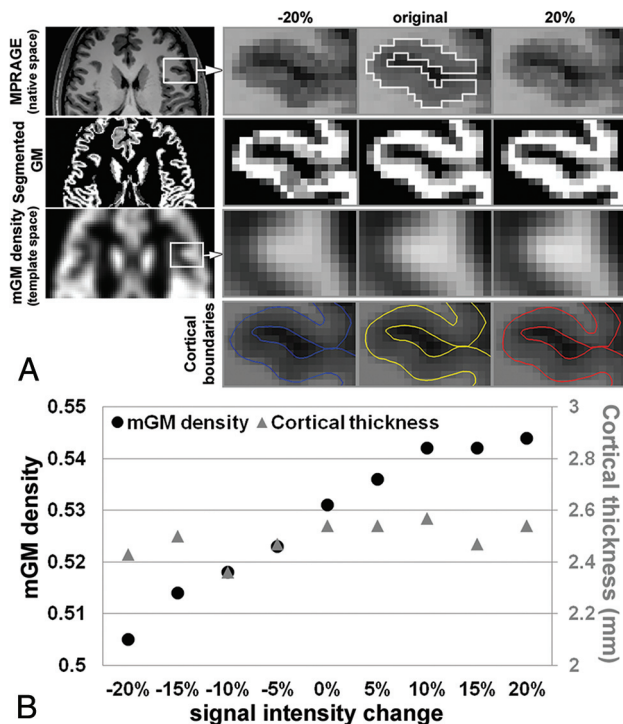 -20% original 20%
MPRAGE
(native space)
Segmented
GM
mGM density
(template space)
Cortical
boundaries
A
mGM density Cortical thickness
0.55
0.54
0.53
0.52
0.51
0.5
mGM density
3
2.8
2.6
2.4
2.2
2
Cortical thickness (mm)
-20% -15% -10% -5% 0% 5% 10% 15% 20%
signal intensity change
B